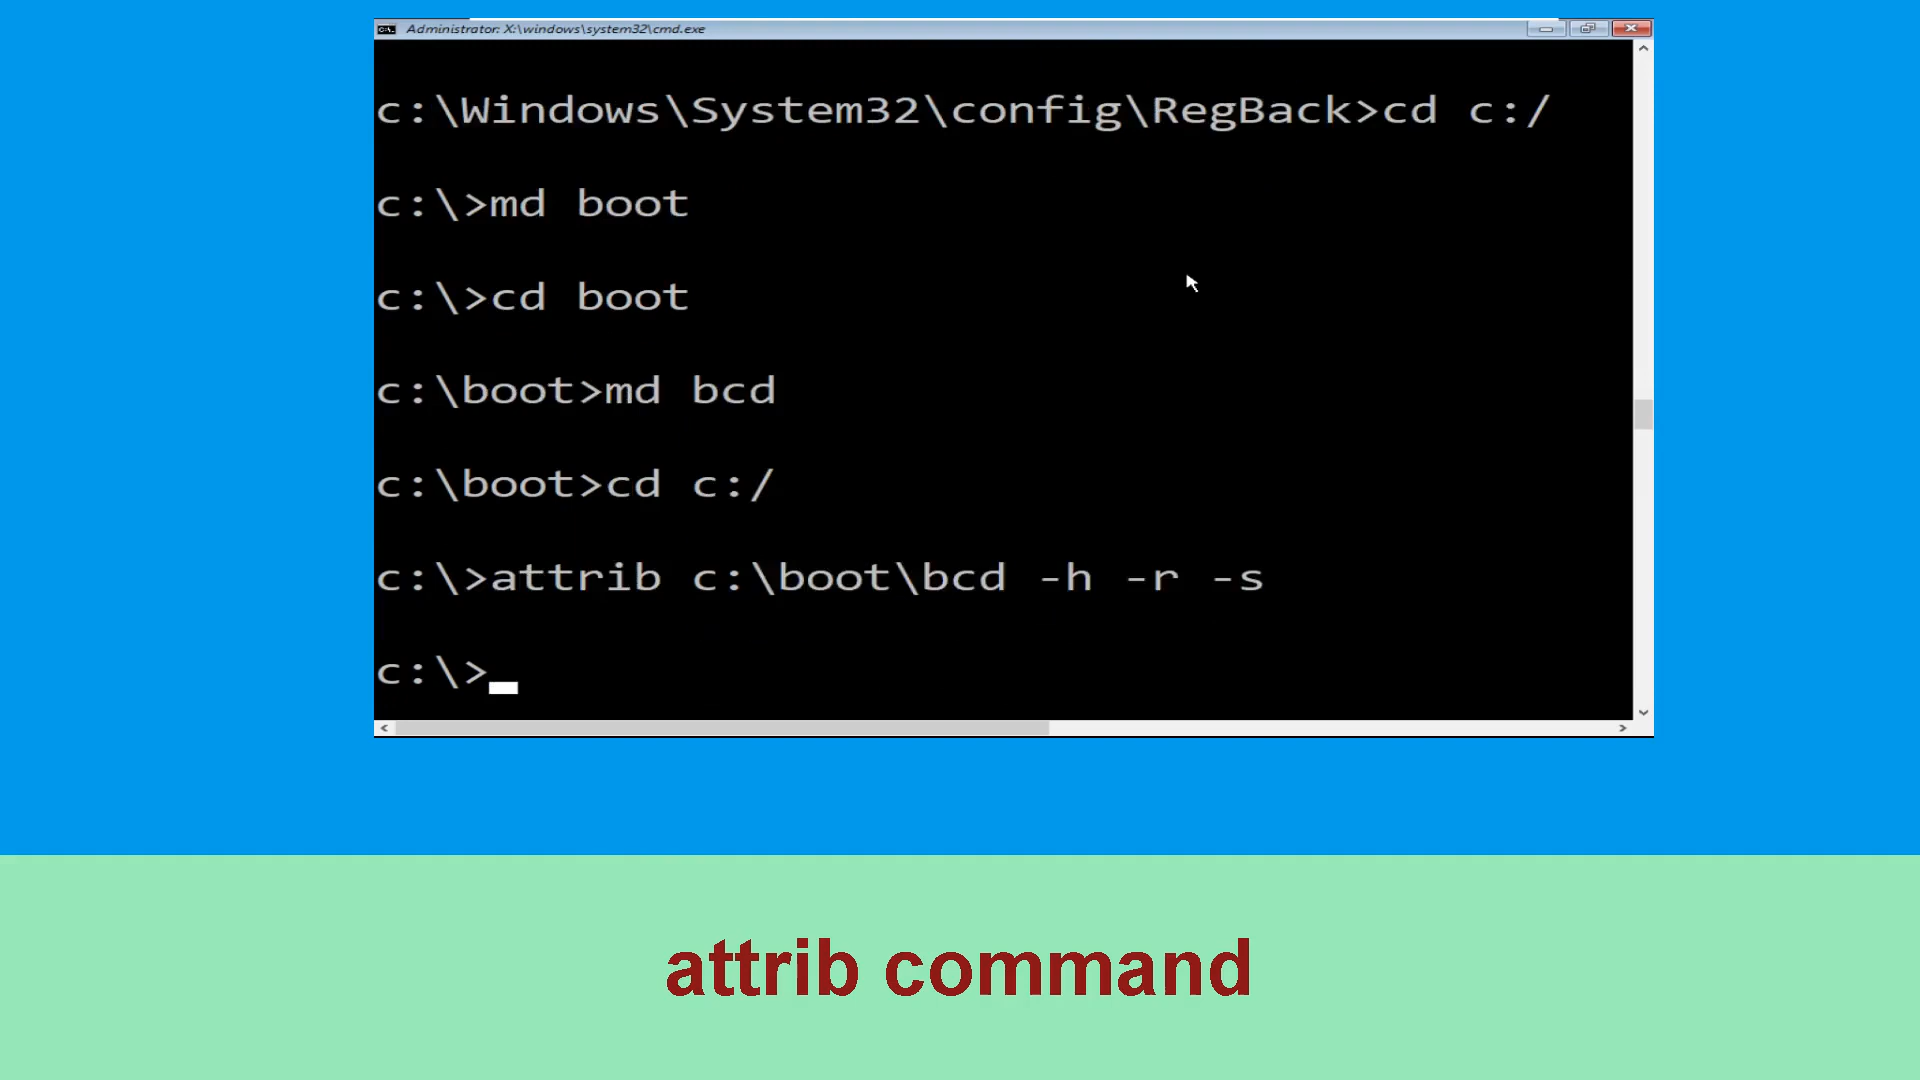 Administrator: X:\windows\system32\cmd.exe
c:\Windows\System32\config\RegBack>cd c:/
c:\>md boot
c:\>cd boot
c:\boot>md bcd
c:\boot>cd c:/
c:\>attrib c:\boot\bcd -h -r -s
c:\>
attrib command